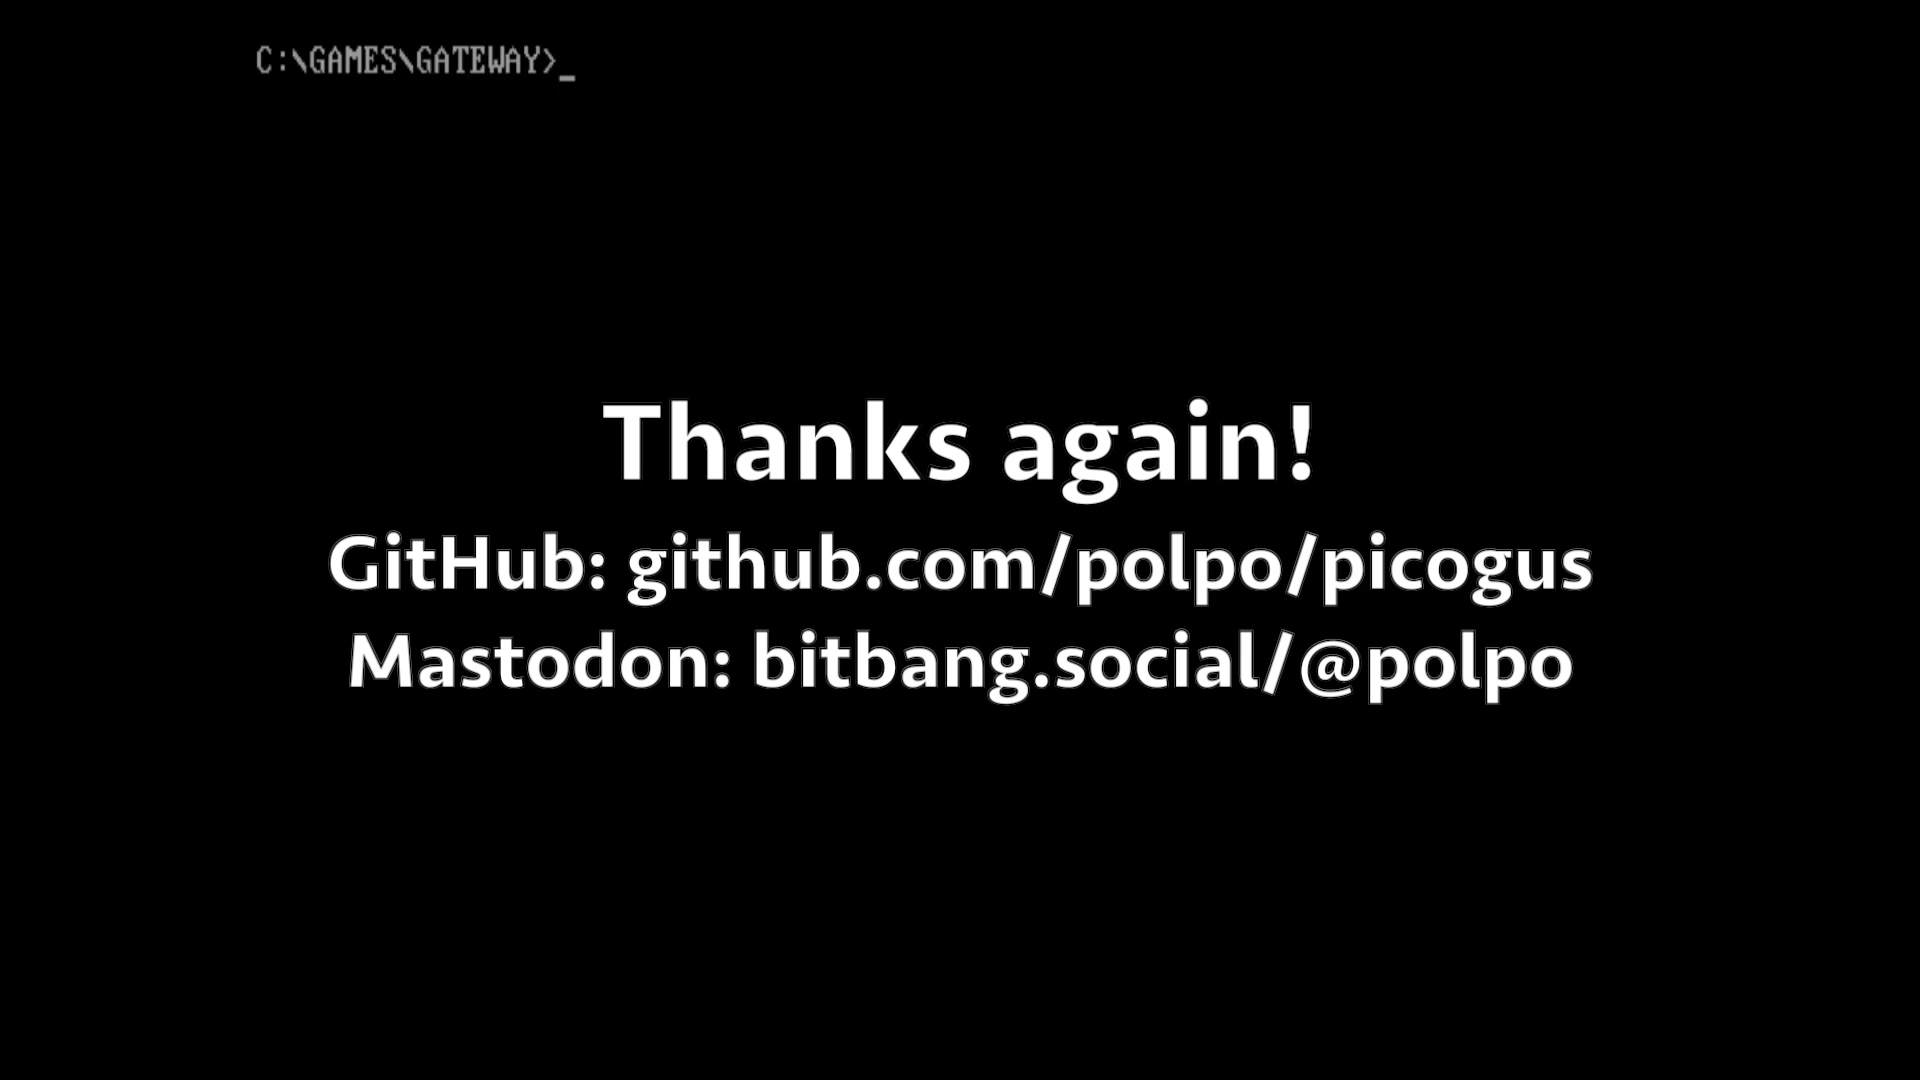 C:\GAMES\GATEWAY>_
Thanks again!
GitHub: github.com/polpo/picogus
Mastodon: bitbang.social/@polpo